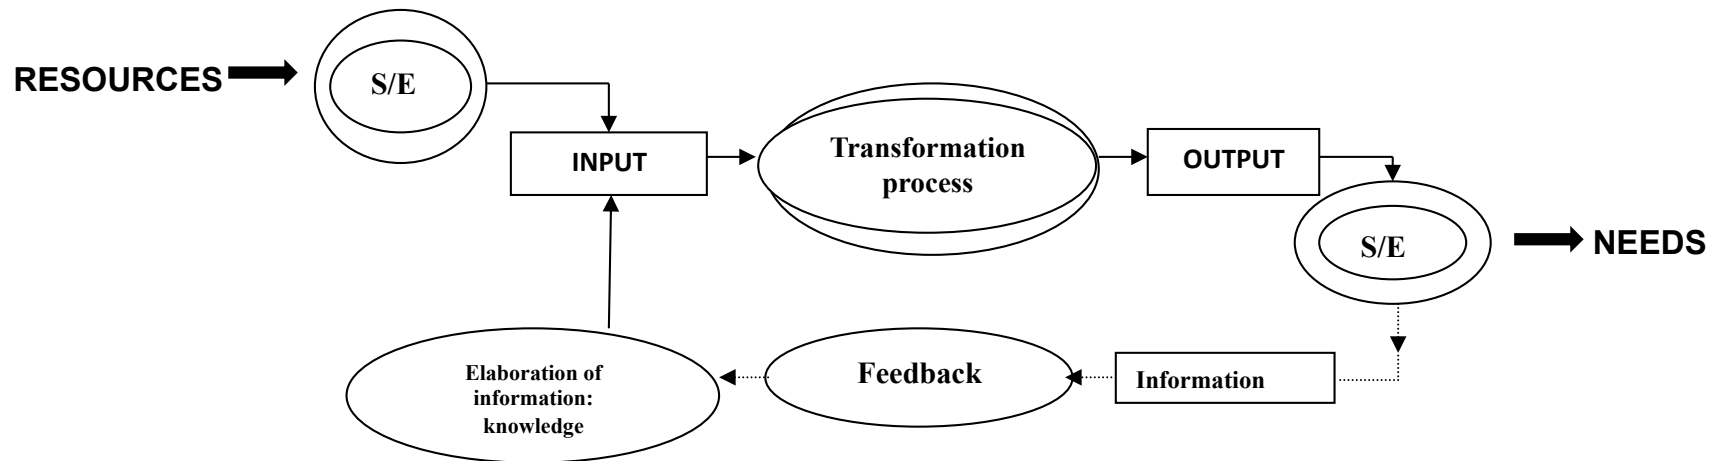 RESOURCES
S/E
INPUT
Transformation
process
OUTPUT
S/E
NEEDS
Elaboration of
information:
knowledge
Feedback
Information